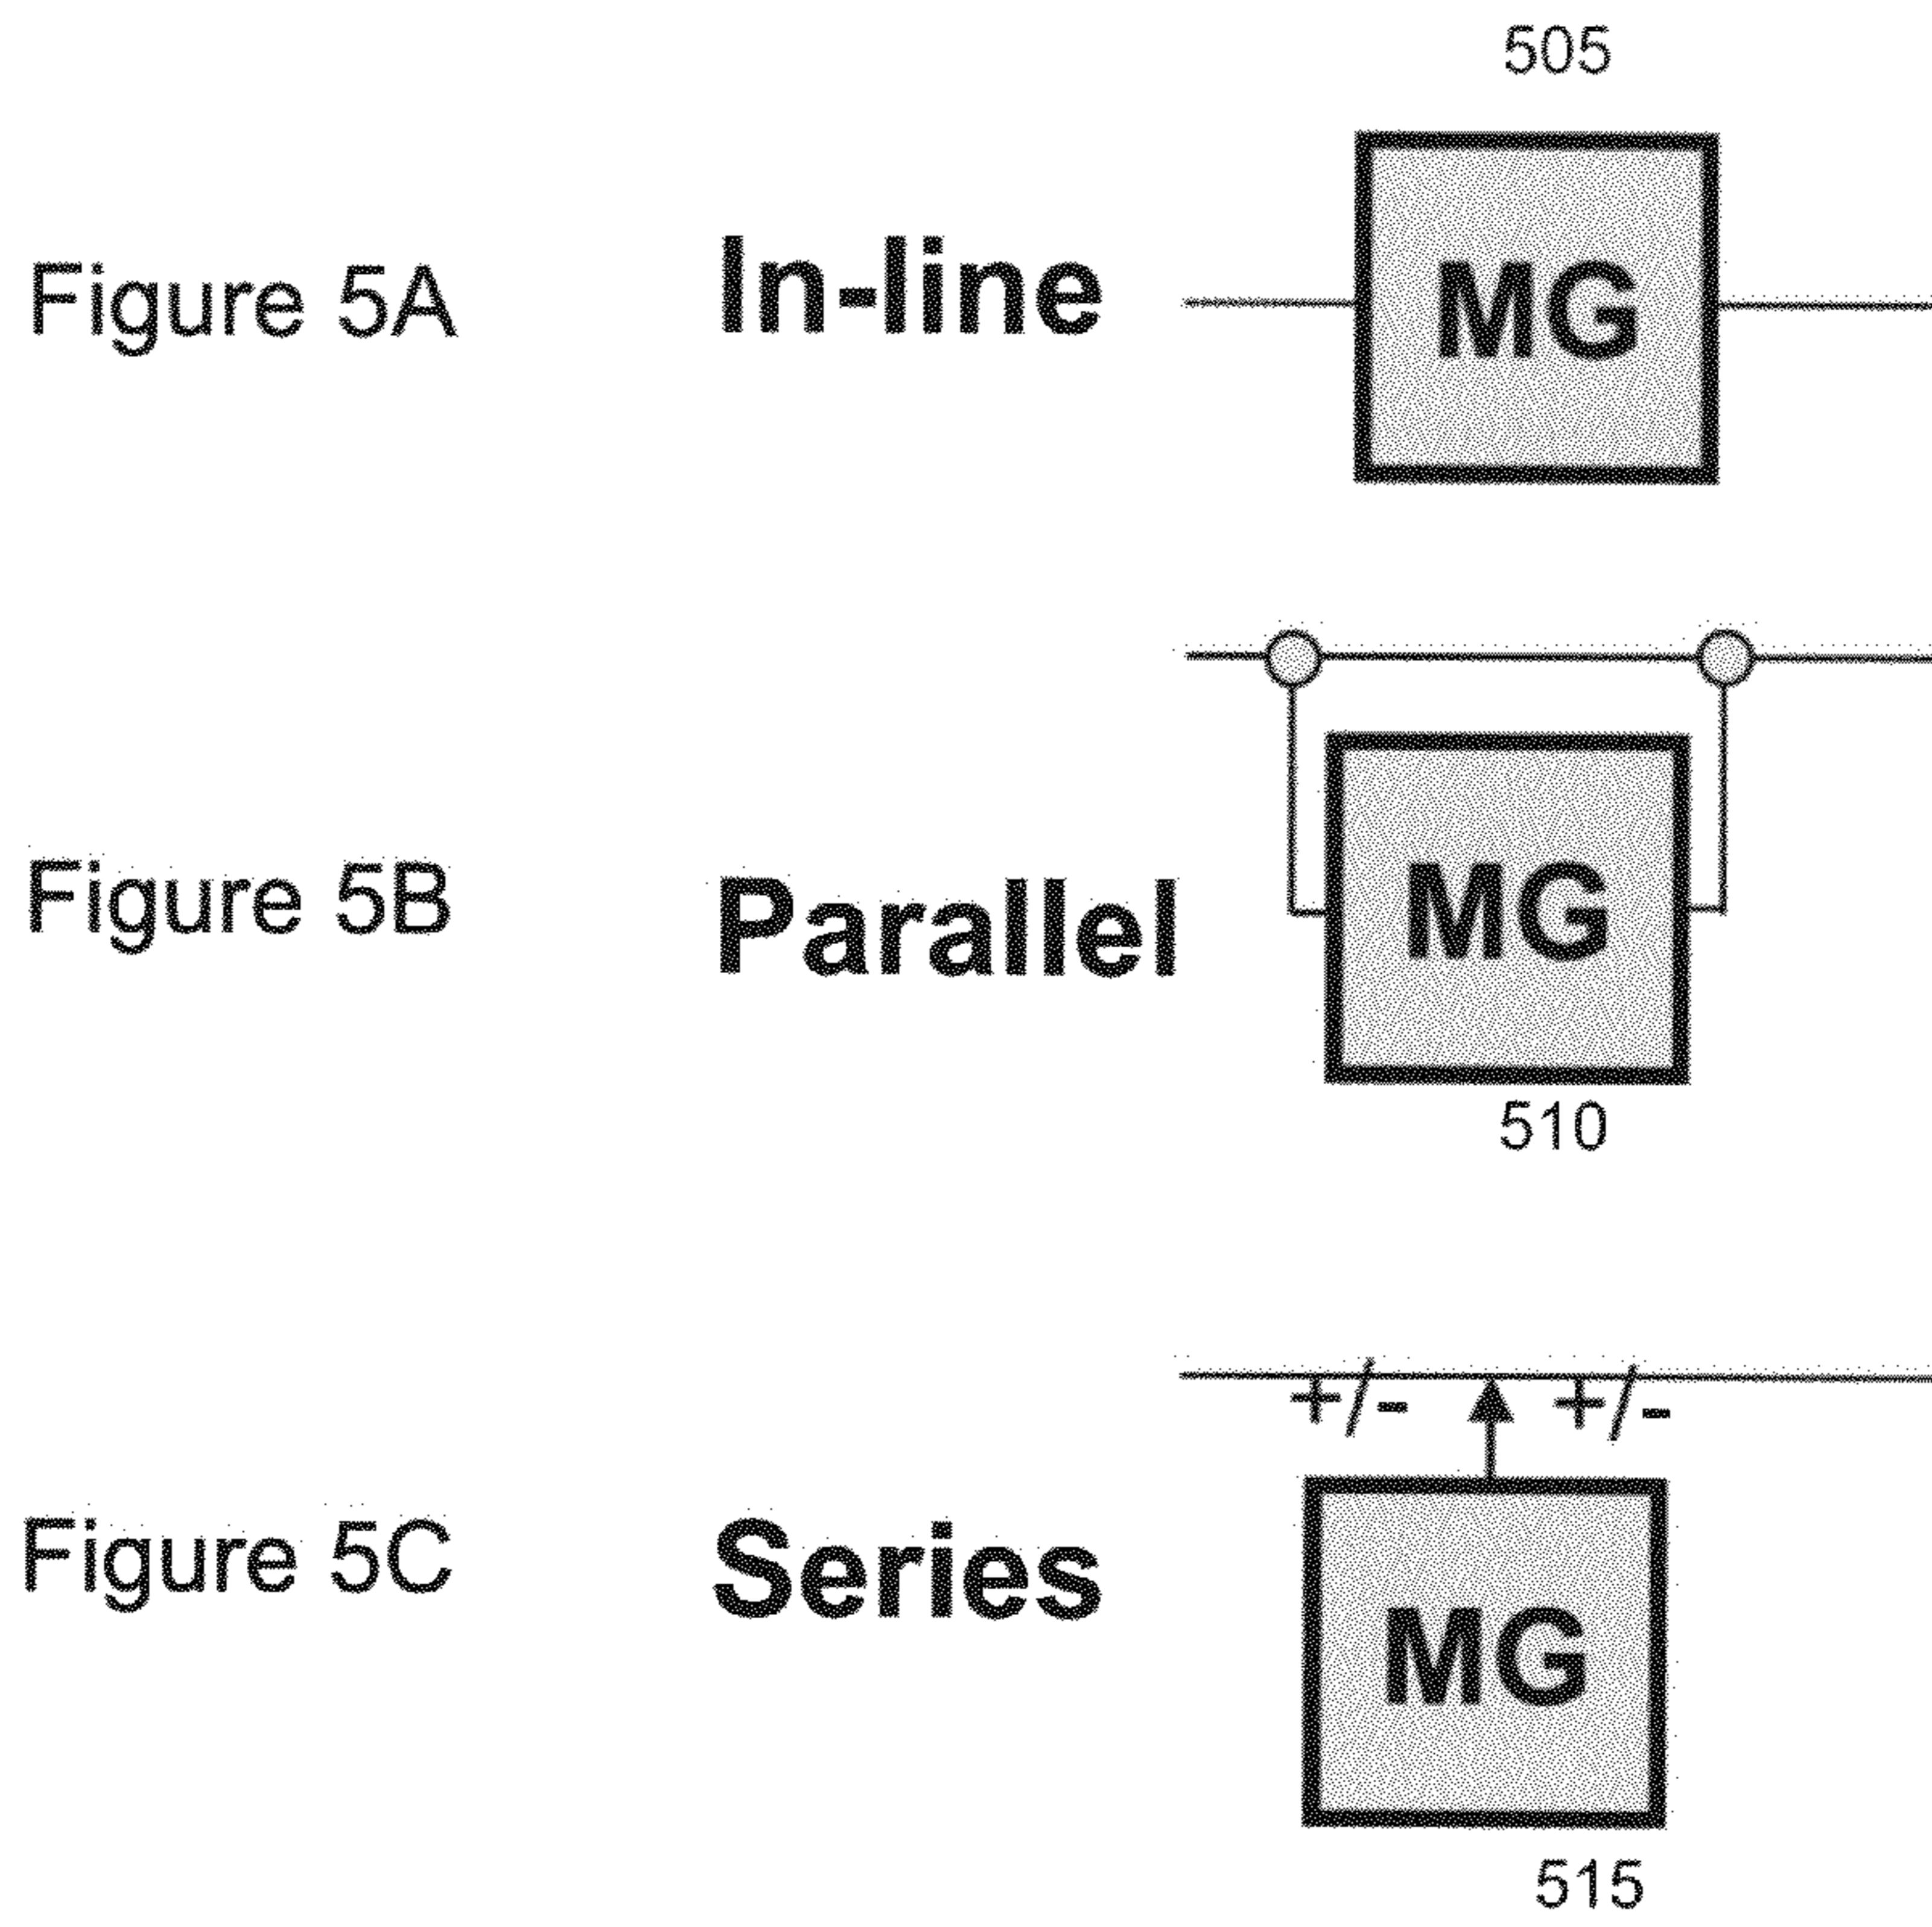 505
Figure 5A
In-line
MG
Figure 5B
Parallel
MG
510
+/-
+/-
Figure 5C
Series
MG
515